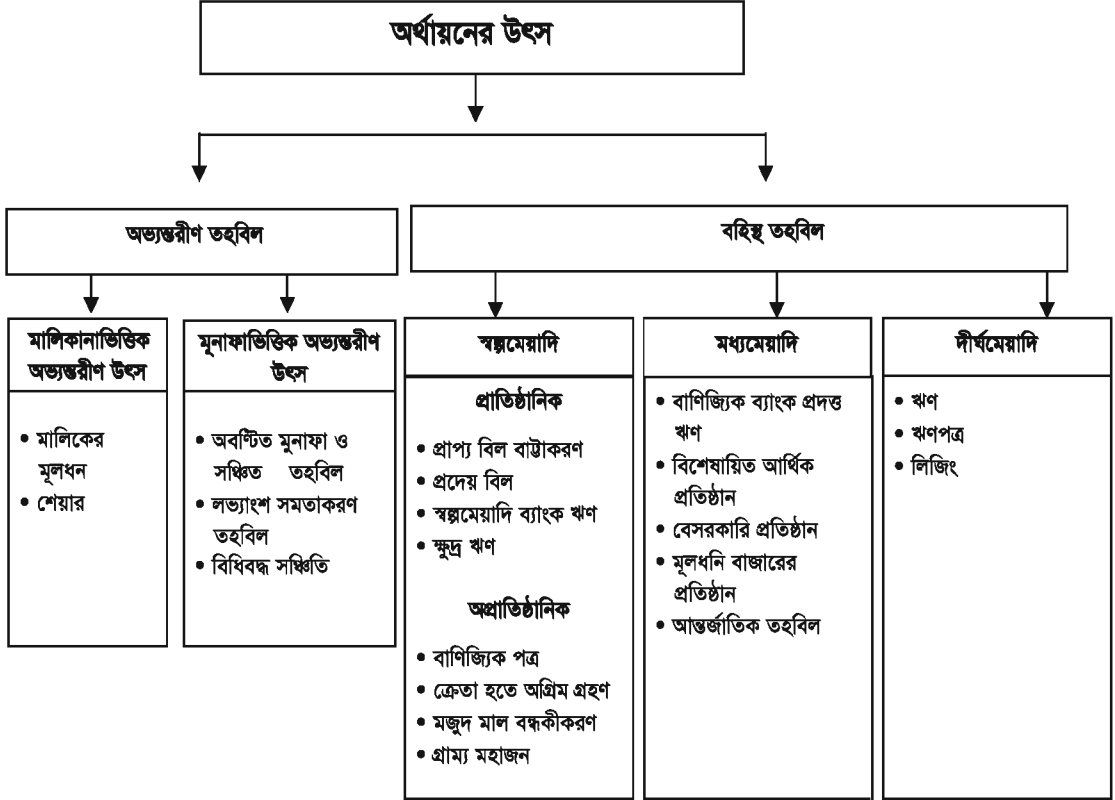 অর্থায়নের উৎস
অভ্যন্তরীণ তহবিল
বহিস্থ তহবিল
মালিকানাভিত্তিক
অভ্যন্তরীণ উৎস
• মালিকের
মূলধন
• শেয়ার
মূনাফাভিত্তিক অভ্যন্তরীণ
উৎস
• অবণ্টিত মুনাফা ও
সঞ্চিত তহবিল
• লভ্যাংশ সমতাকরণ
তহবিল
• বিধিবদ্ধ সঞ্চিতি
স্বল্পমেয়াদি
প্রাতিষ্ঠানিক
• প্রাপ্য বিল বাট্টাকরণ
• প্রদেয় বিল
• স্বল্পমেয়াদি ব্যাংক ঋণ
• ক্ষুদ্র ঋণ
অপ্রাতিষ্ঠানিক
• বাণিজ্যিক পত্র
• ক্রেতা হতে অগ্রিম গ্রহণ
• মজুদ মাল বন্ধকীকরণ
• গ্রাম্য মহাজন
মধ্যমেয়াদি
• বাণিজ্যিক ব্যাংক প্রদত্ত
ঋণ
• বিশেষায়িত আর্থিক
প্রতিষ্ঠান
• বেসরকারি প্রতিষ্ঠান
• মূলধনি বাজারের
প্রতিষ্ঠান
• আন্তর্জাতিক তহবিল
দীর্ঘমেয়াদি
• ঋণ
• ঋণপত্র
• লিজিং